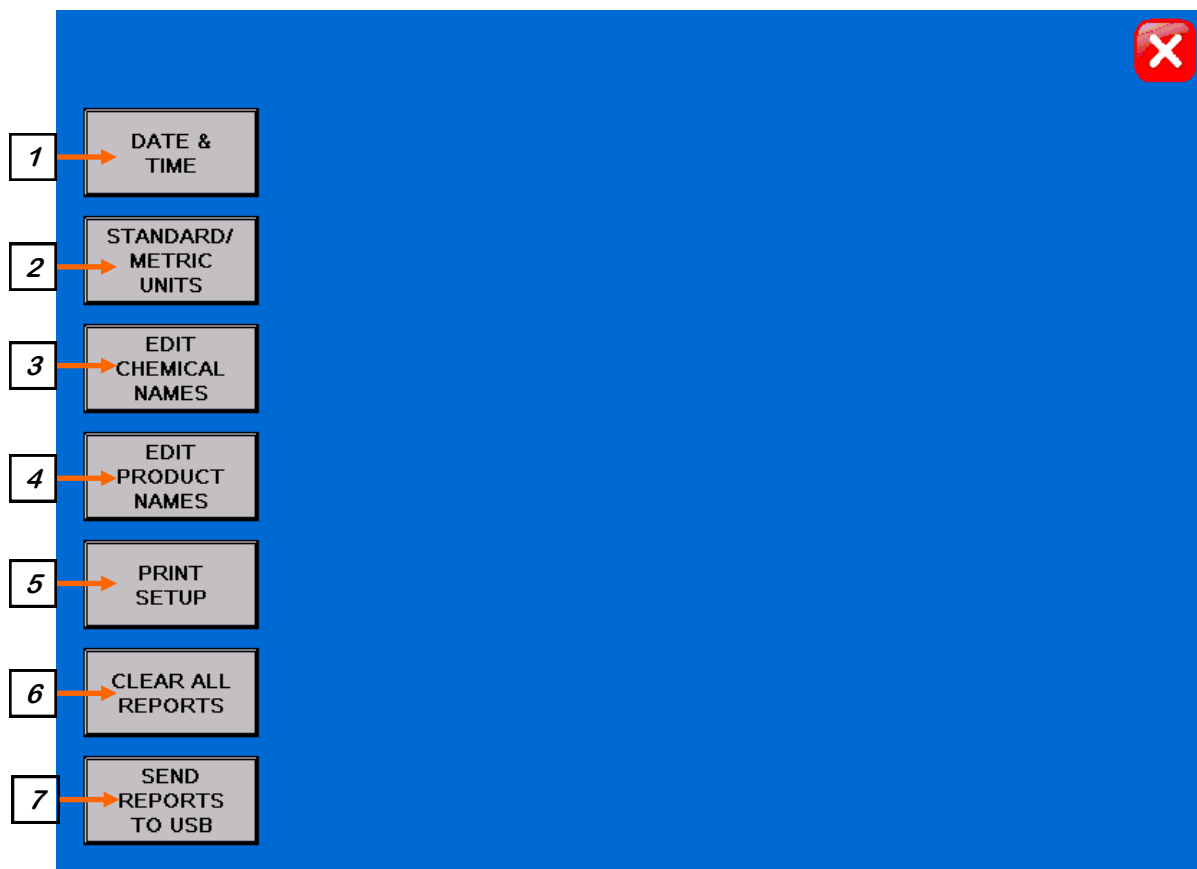 1
DATE &
TIME
2
STANDARD/
METRIC
UNITS
3
EDIT
CHEMICAL
NAMES
4
EDIT
PRODUCT
NAMES
5
PRINT
SETUP
6
CLEAR ALL
REPORTS
7
SEND
REPORTS
TO USB